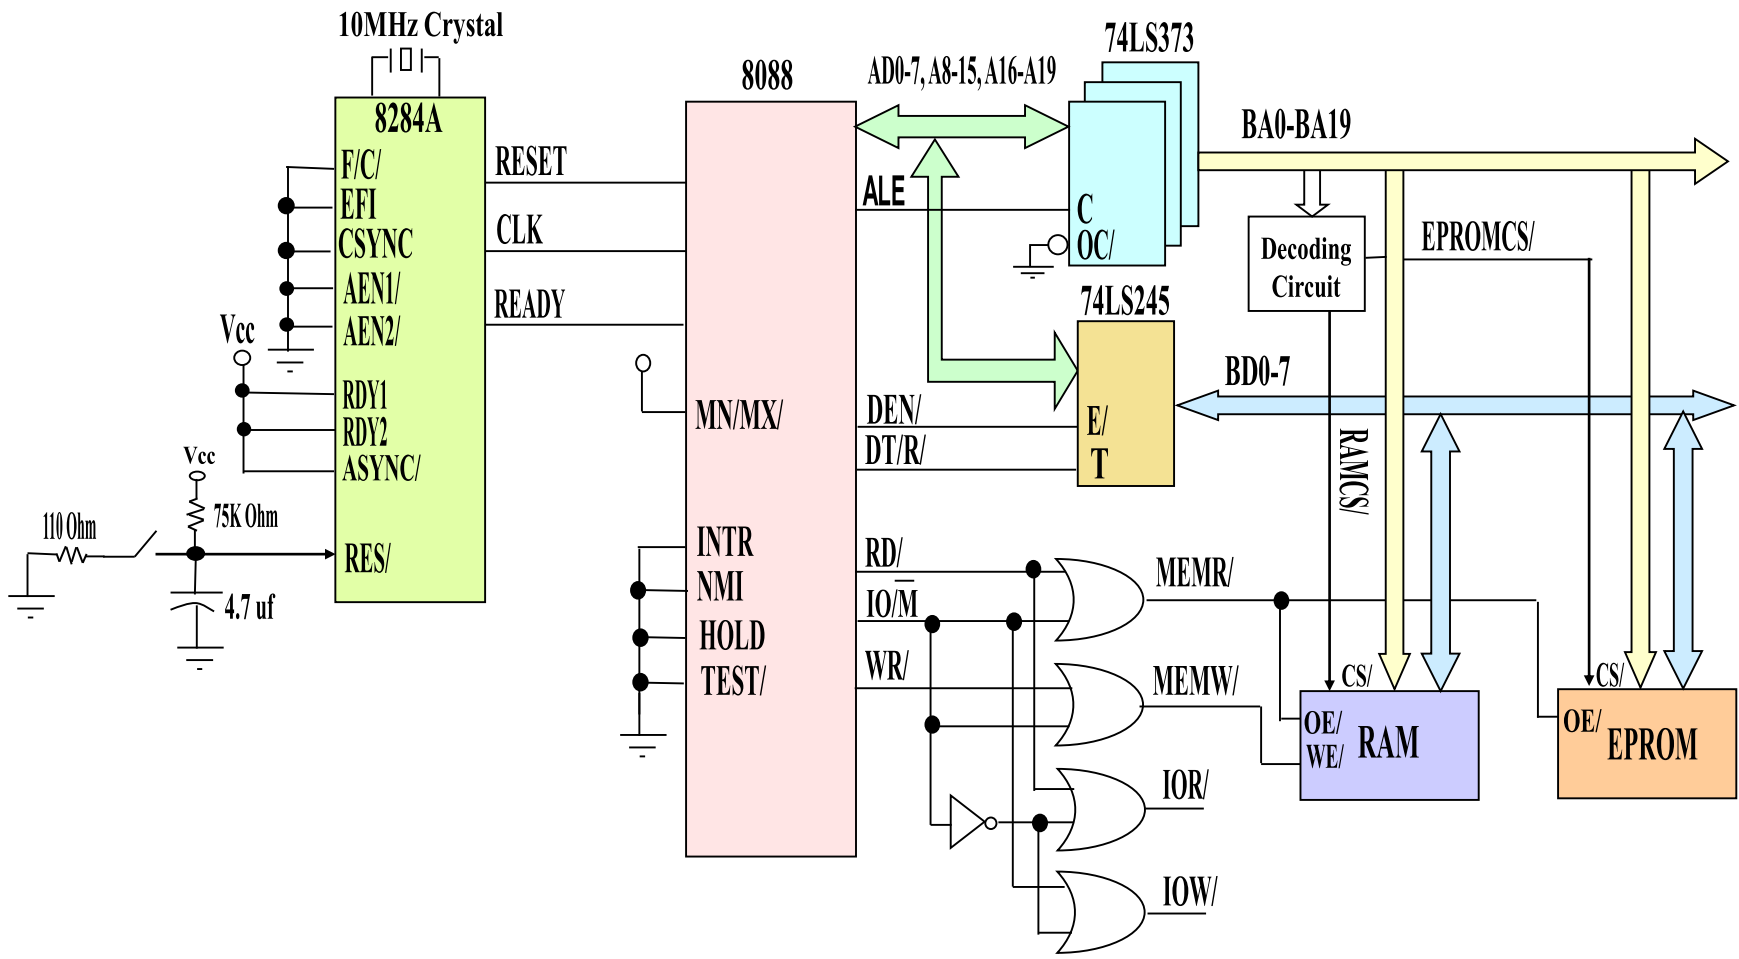 10MHz Crystal
8284A
F/C/
EFI
CSYNC
AEN1/
AEN2/
Vcc
RDY1
RDY2
ASYNC/
Vcc
75K Ohm
110 Ohm
RES/
4.7 uf
RESET
CLK
READY
8088
MN/MX/
INTR
NMI
HOLD
TEST/
AD0-7, A8-15, A16-A19
ALE
DEN/
DT/R/
RD/
IO/M̅
WR/
74LS373
C
OC/
74LS245
E/
T
BA0-BA19
Decoding
Circuit
EPROMCS/
BD0-7
RAMCS/
MEMR/
MEMW/
IOR/
IOW/
CS/
OE/
WE/
RAM
CS/
OE/
EPROM